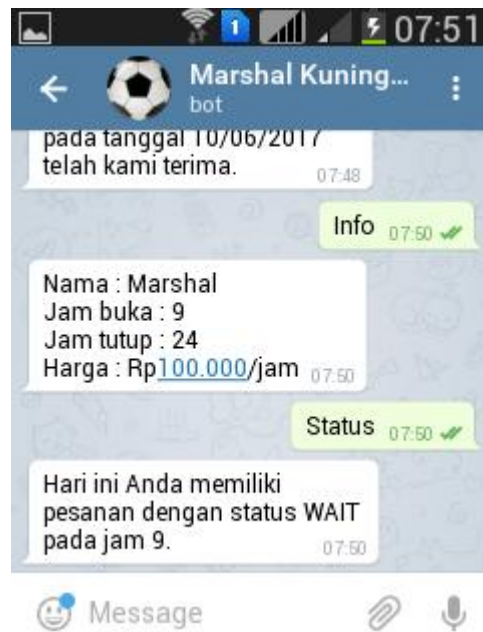 1
07:51
Marshal Kuning...
bot
pada tanggal 10/06/2017
telah kami terima.
07:48
Info
07:50
Nama : Marshal
Jam buka : 9
Jam tutup : 24
Harga : Rp100.000/jam
07:50
Status
07:50
Hari ini Anda memiliki
pesanan dengan status WAIT
pada jam 9.
07:50
Message